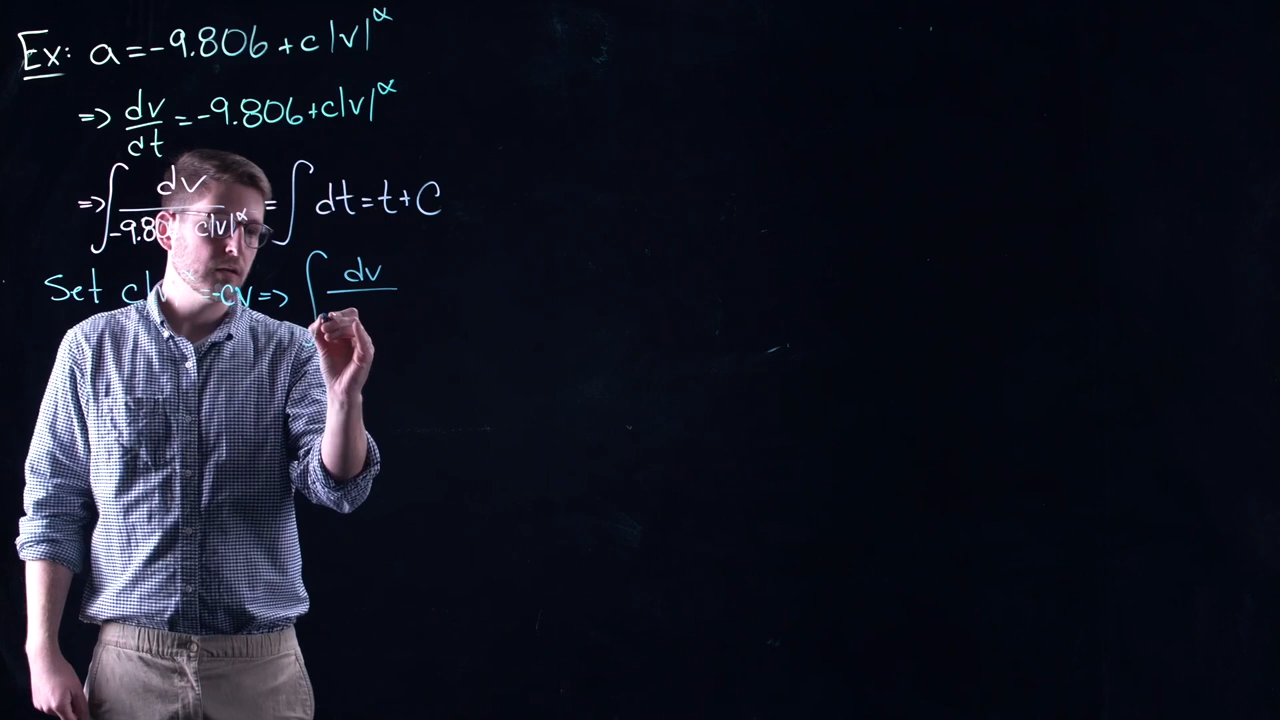 Ex: a = -9.806 + c|v|^α
=> dv/dt = -9.806 + c|v|^α
=> ∫ dv / -9.80 c|v|^α = ∫ dt = t + C
Set c| = -cv => ∫ dv